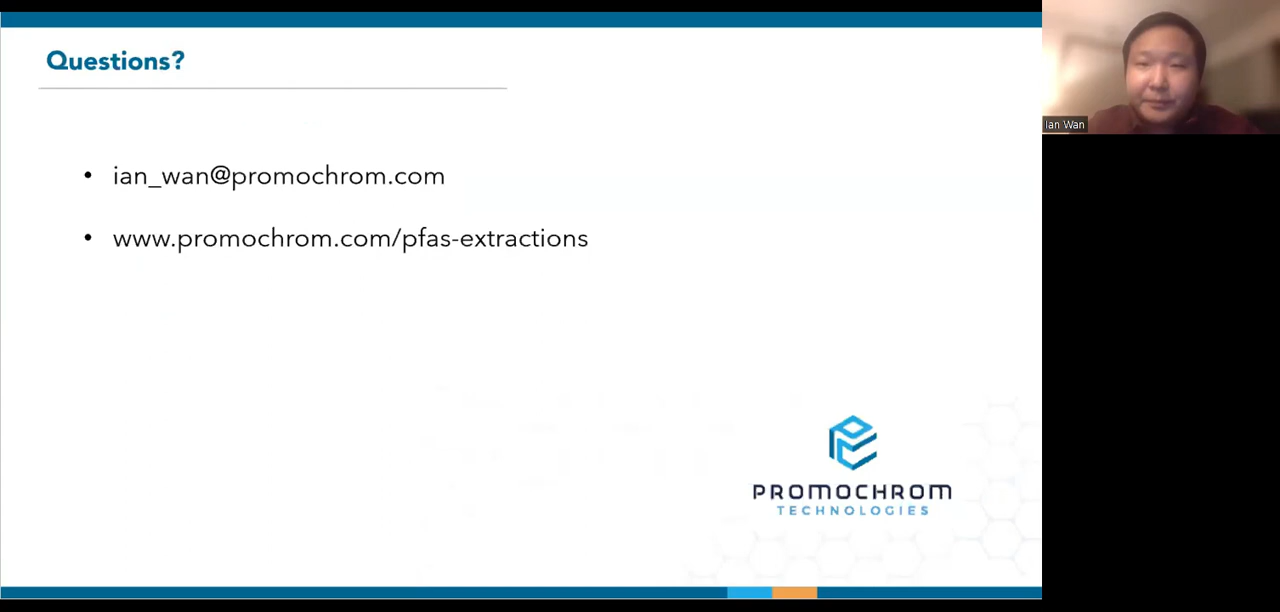 Questions?
• ian_wan@promochrom.com
• www.promochrom.com/pfas-extractions
PROMOCHROM
TECHNOLOGIES
Ian Wan